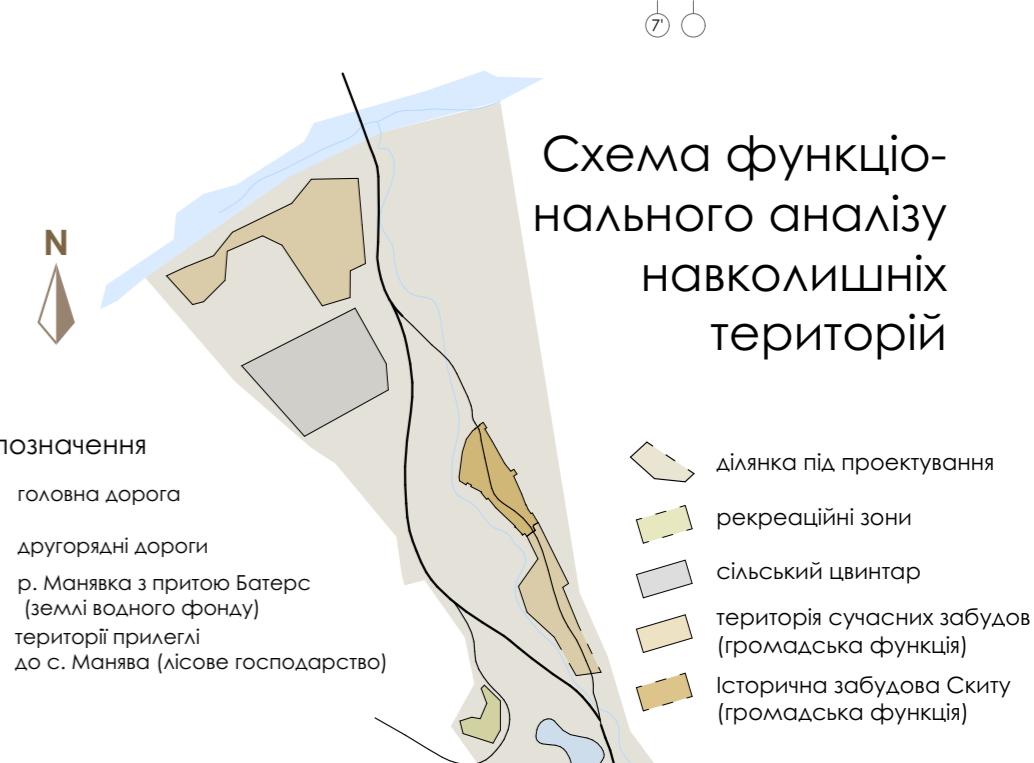 7'
Схема функціо-
нального аналізу
навколишніх
територій
N
позначення
головна дорога
другорядні дороги
р. Манявка з притою Батерс
(землі водного фонду)
території прилеглі
до с. Манява (лісове господарство)
ділянка під проектування
рекреаційні зони
сільський цвинтар
територія сучасних забудов
(громадська функція)
Історична забудова Скиту
(громадська функція)